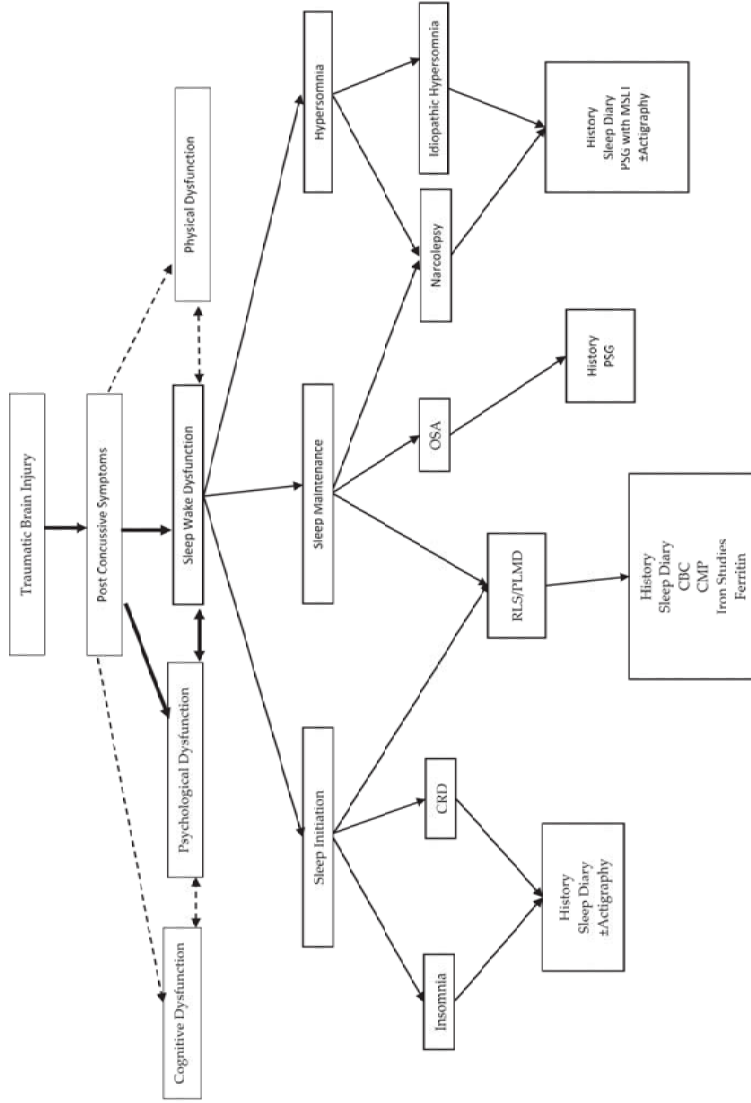 Traumatic Brain Injury
Post Concussive Symptoms
Cognitive Dysfunction
Psychological Dysfunction
Sleep Wake Dysfunction
Physical Dysfunction
Sleep Initiation
Sleep Maintenance
Hypersomnia
Insomnia
CRD
RLS/PLMD
OSA
Narcolepsy
Idiopathic Hypersomnia
History
Sleep Diary
±Actigraphy
History
Sleep Diary
CBC
CMP
Iron Studies
Ferritin
History
PSG
History
Sleep Diary
PSG with MSLI
±Actigraphy